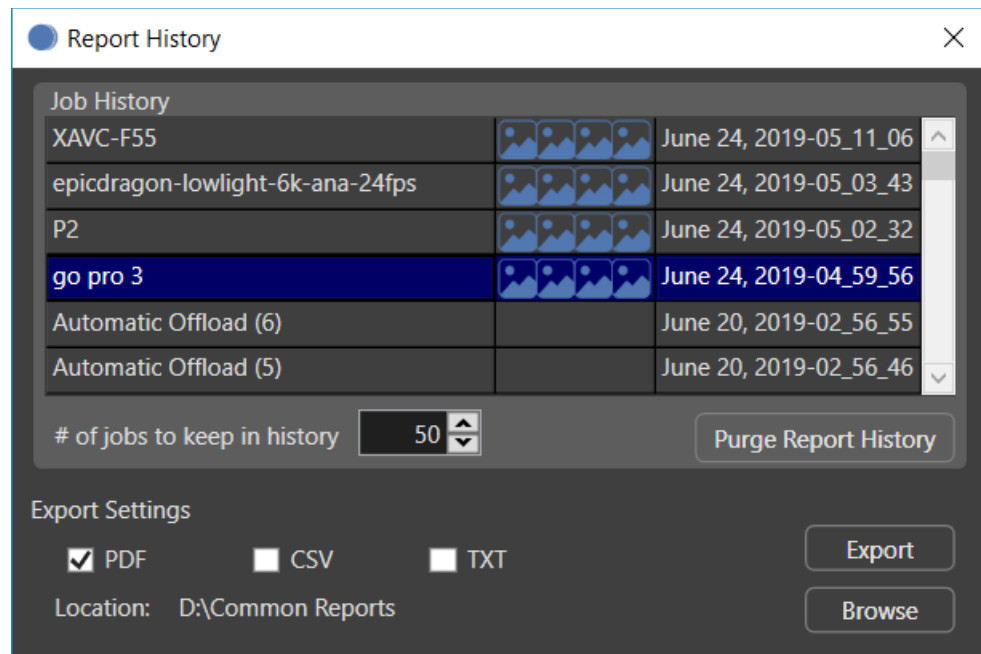 Report History
Job History
XAVC-F55 June 24, 2019-05_11_06
epicdragon-lowlight-6k-ana-24fps June 24, 2019-05_03_43
P2 June 24, 2019-05_02_32
go pro 3 June 24, 2019-04_59_56
Automatic Offload (6) June 20, 2019-02_56_55
Automatic Offload (5) June 20, 2019-02_56_46
# of jobs to keep in history 50 Purge Report History
Export Settings
PDF CSV TXT Export
Location: D:\Common Reports Browse